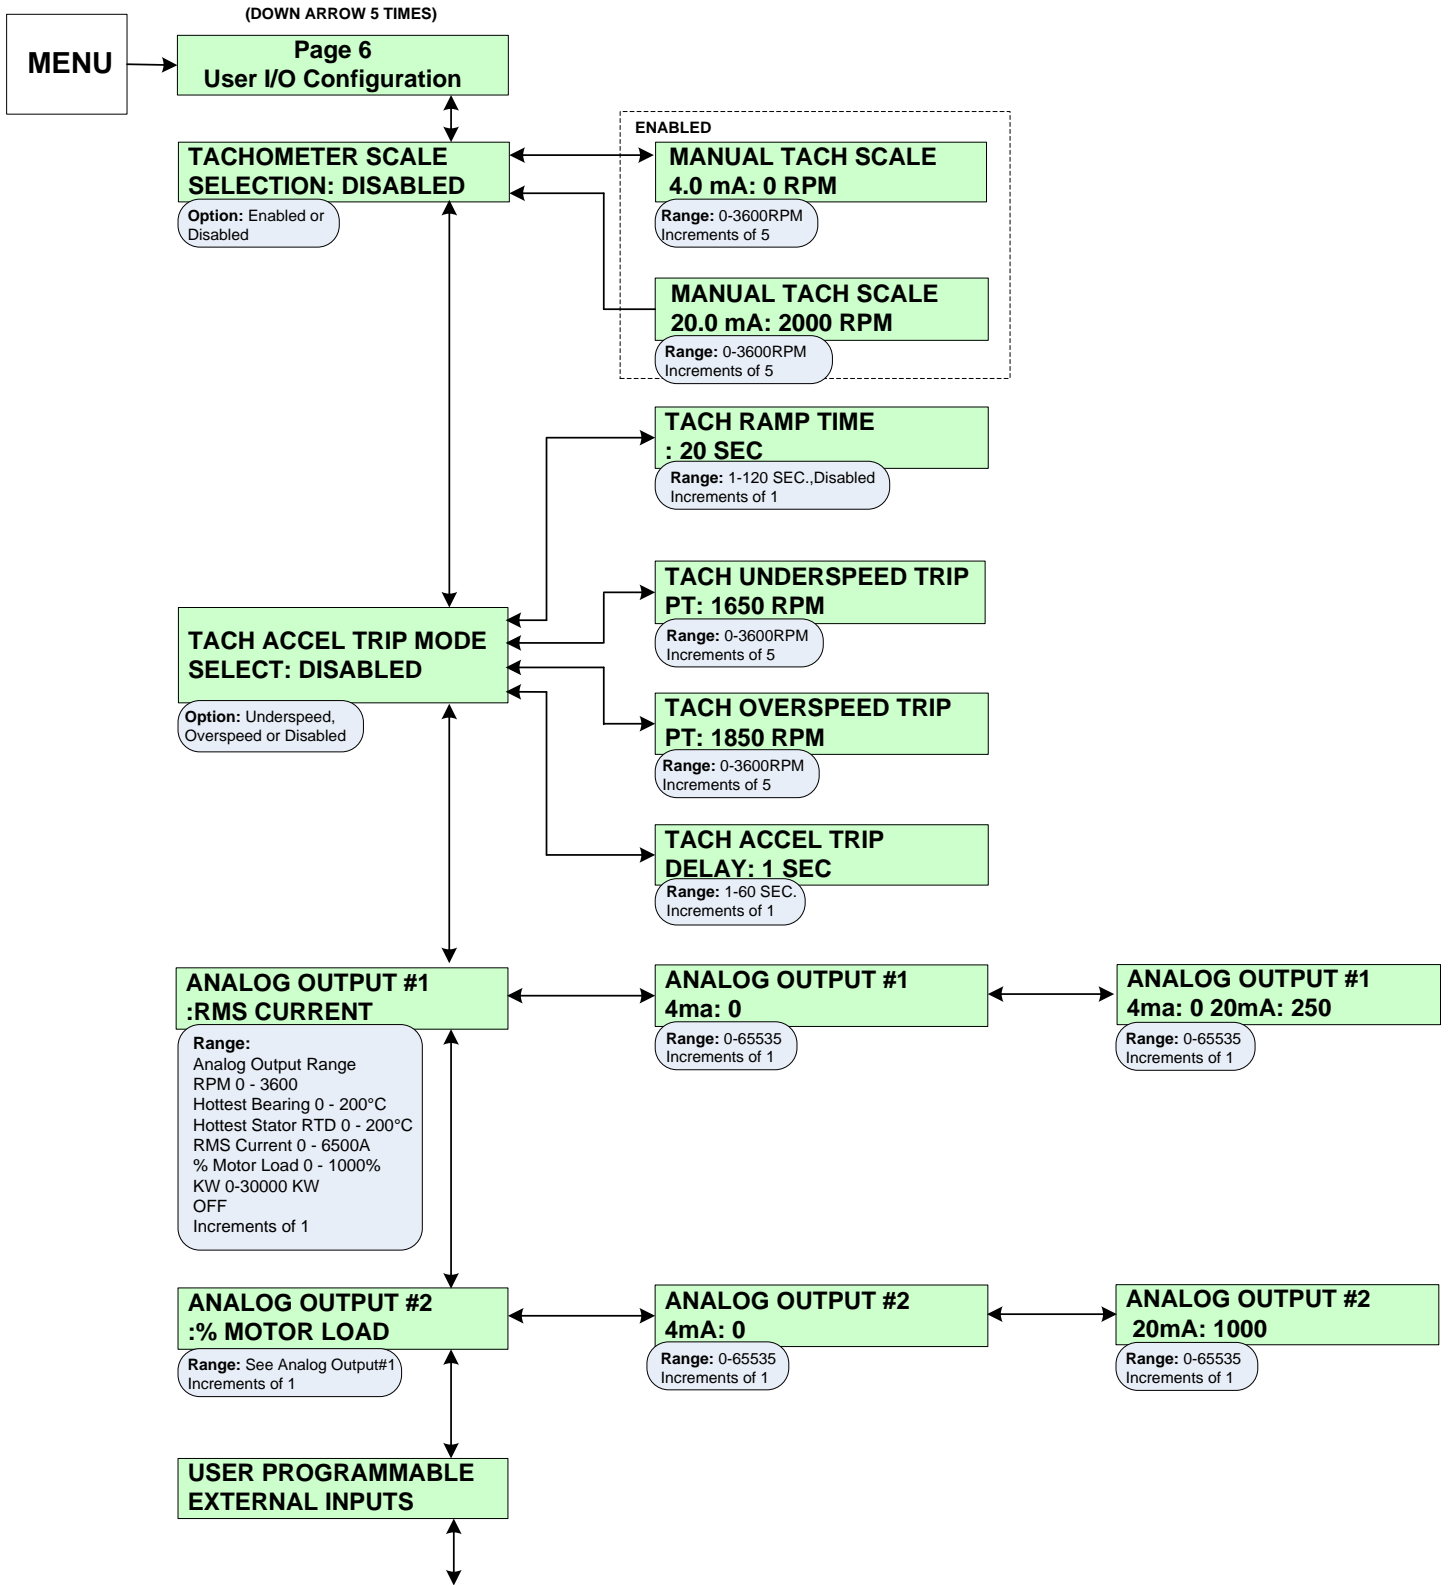 (DOWN ARROW 5 TIMES)
MENU
Page 6
User I/O Configuration
ENABLED
TACHOMETER SCALE
SELECTION: DISABLED
Option: Enabled or
Disabled
MANUAL TACH SCALE
4.0 mA: 0 RPM
Range: 0-3600RPM
Increments of 5
MANUAL TACH SCALE
20.0 mA: 2000 RPM
Range: 0-3600RPM
Increments of 5
TACH RAMP TIME
: 20 SEC
Range: 1-120 SEC.,Disabled
Increments of 1
TACH UNDERSPEED TRIP
PT: 1650 RPM
Range: 0-3600RPM
Increments of 5
TACH ACCEL TRIP MODE
SELECT: DISABLED
Option: Underspeed,
Overspeed or Disabled
TACH OVERSPEED TRIP
PT: 1850 RPM
Range: 0-3600RPM
Increments of 5
TACH ACCEL TRIP
DELAY: 1 SEC
Range: 1-60 SEC.
Increments of 1
ANALOG OUTPUT #1
:RMS CURRENT
Range:
Analog Output Range
RPM 0 - 3600
Hottest Bearing 0 - 200°C
Hottest Stator RTD 0 - 200°C
RMS Current 0 - 6500A
% Motor Load 0 - 1000%
KW 0-30000 KW
OFF
Increments of 1
ANALOG OUTPUT #1
4ma: 0
Range: 0-65535
Increments of 1
ANALOG OUTPUT #1
4ma: 0 20mA: 250
Range: 0-65535
Increments of 1
ANALOG OUTPUT #2
:% MOTOR LOAD
Range: See Analog Output#1
Increments of 1
ANALOG OUTPUT #2
4mA: 0
Range: 0-65535
Increments of 1
ANALOG OUTPUT #2
20mA: 1000
Range: 0-65535
Increments of 1
USER PROGRAMMABLE
EXTERNAL INPUTS